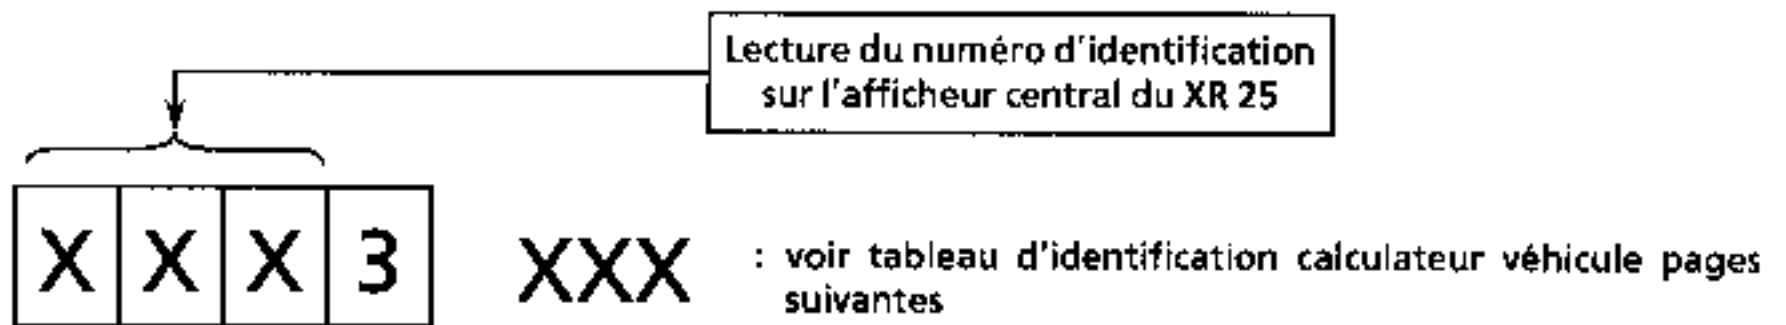 Lecture du numéro d'identification
sur l'afficheur central du XR 25
X X X 3
XXX : voir tableau d'identification calculateur véhicule pages
suivantes